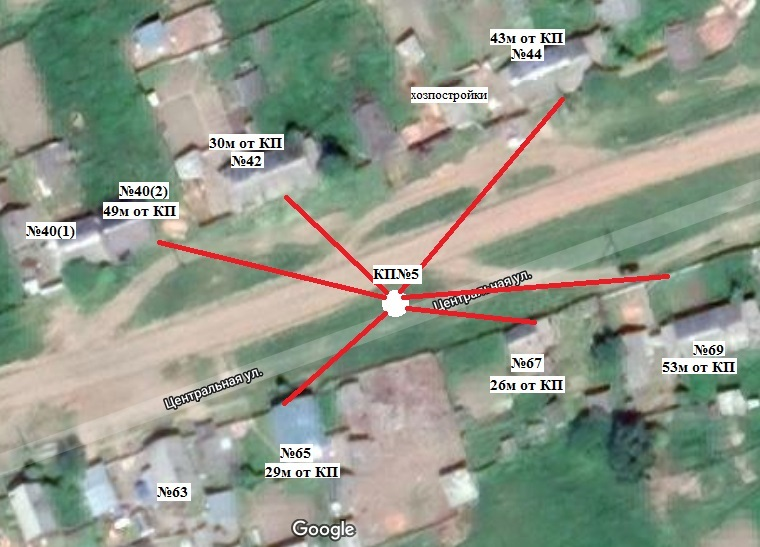 43м от КП
№44
хозпостройки
30м от КП
№42
№40(2)
49м от КП
№40(1)
КП№5
Центральная ул.
№69
53м от КП
№67
26м от КП
Центральная ул.
№65
29м от КП
№63
Google